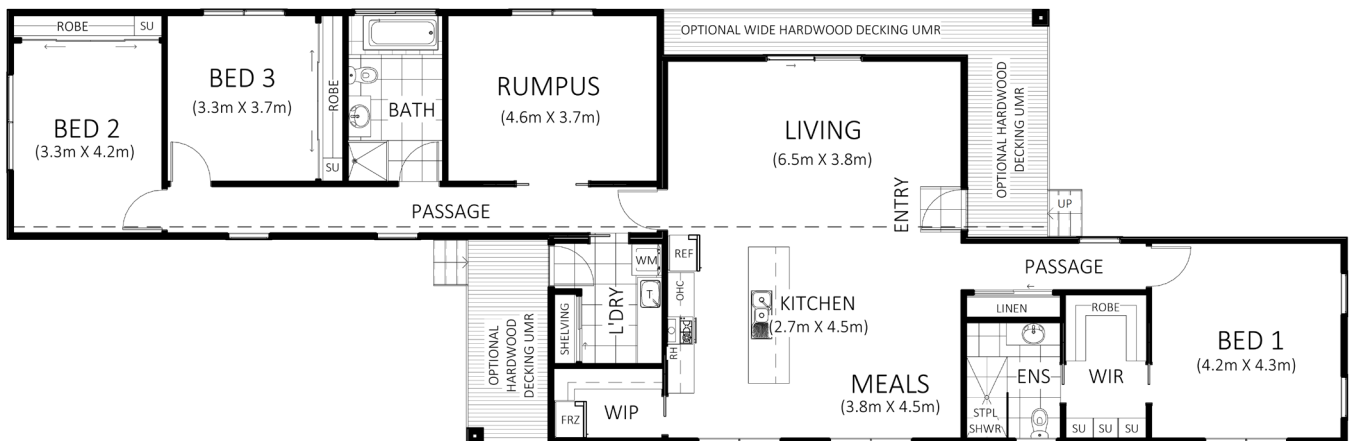 ROBE
SU
BED 2
(3.3m X 4.2m)
BED 3
(3.3m X 3.7m)
ROBE
SU
BATH
RUMPUS
(4.6m X 3.7m)
PASSAGE
OPTIONAL WIDE HARDWOOD DECKING UMR
LIVING
(6.5m X 3.8m)
ENTRY
OPTIONAL HARDWOOD
DECKING UMR
UP
OPTIONAL
HARDWOOD
DECKING UMR
WM
T
L'DRY
SHELVING
FRZ
WIP
REF
OHC
RH
KITCHEN
(2.7m X 4.5m)
MEALS
(3.8m X 4.5m)
PASSAGE
LINEN
ENS
STPL
SHWR
ROBE
WIR
SU
SU
SU
BED 1
(4.2m X 4.3m)